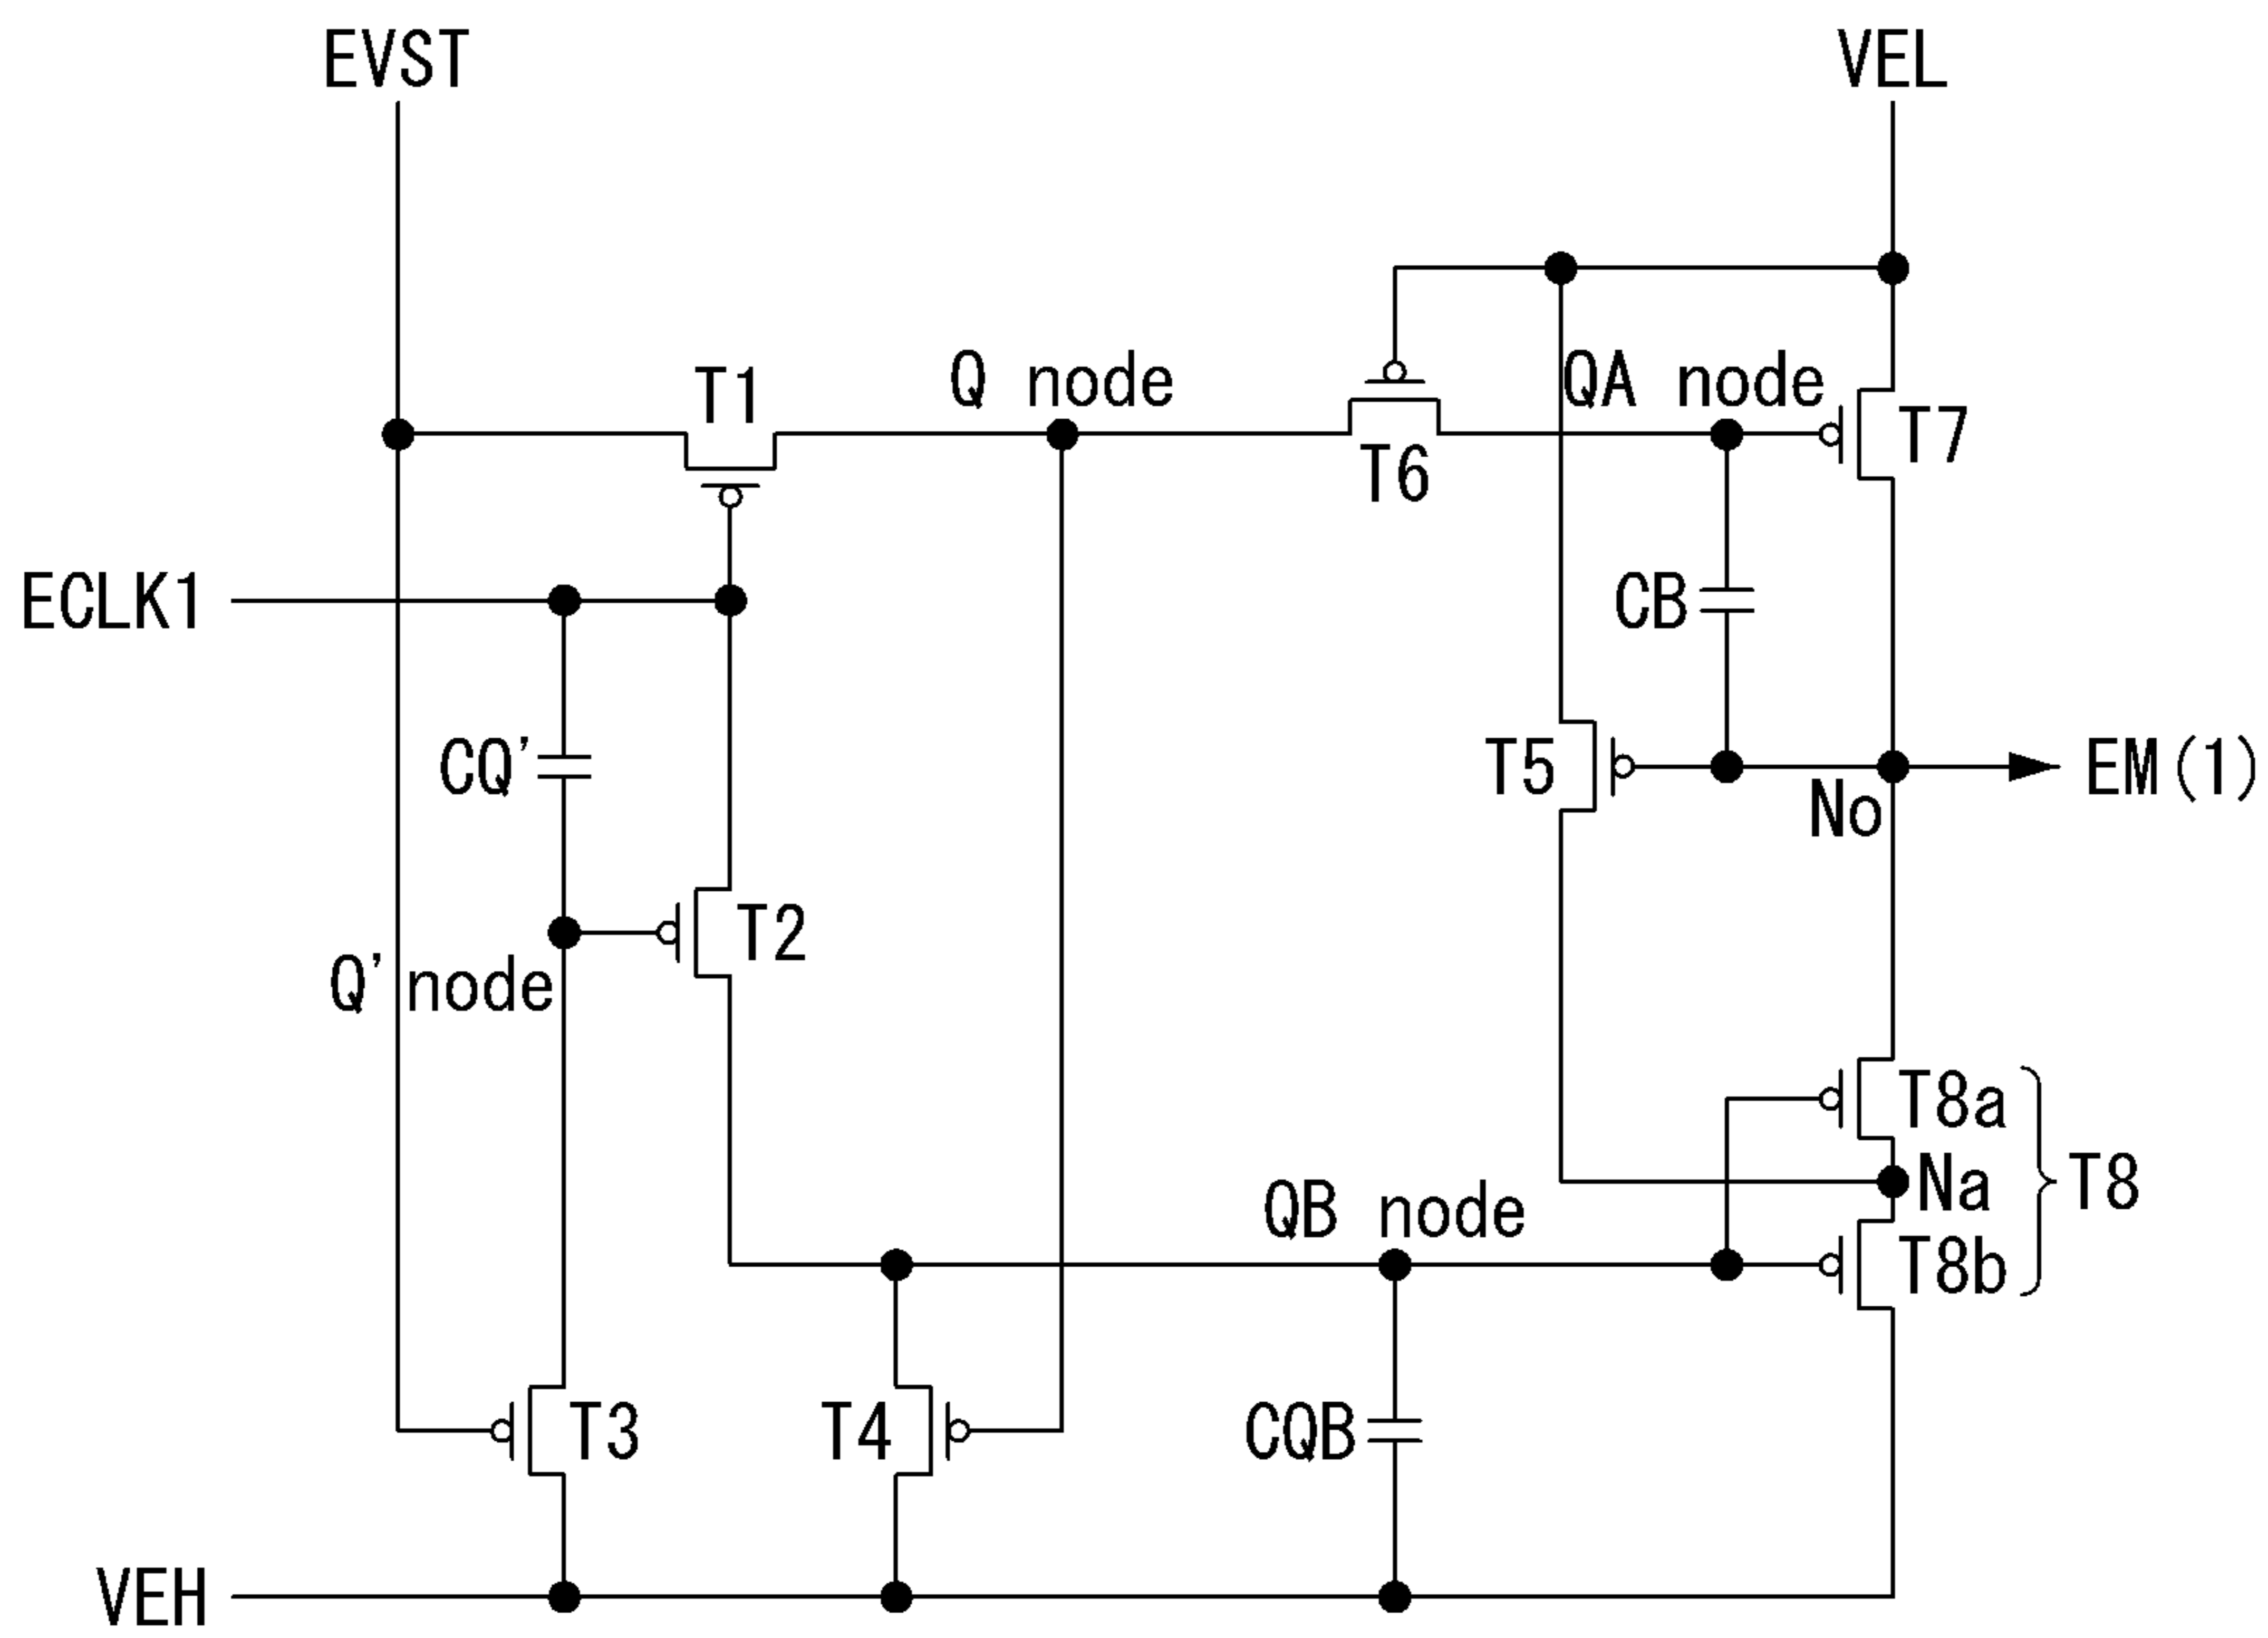 EVST
VEL
T1
Q node
QA node
T7
T6
ECLK1
CB
CQ'
T5
EM(1)
No
T2
Q' node
T8a
Na
T8
QB node
T8b
T3
T4
CQB
VEH